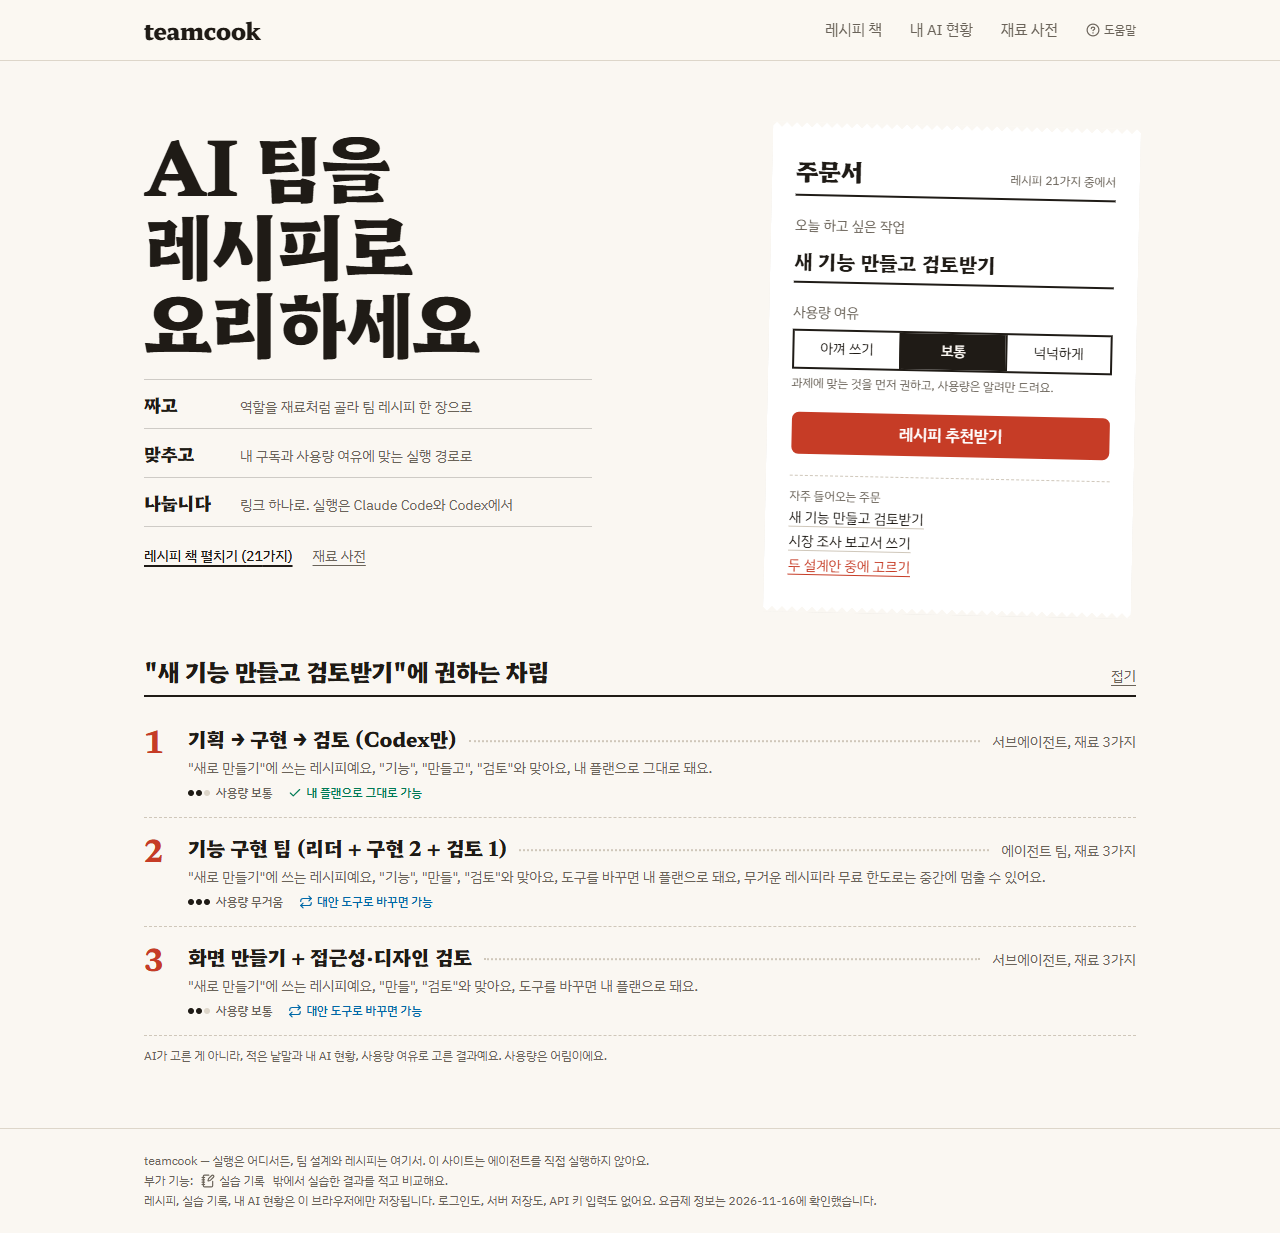 teamcook
레시피 책
내 AI 현황
재료 사전
도움말
AI 팀을
레시피로
요리하세요
짜고 역할을 재료처럼 골라 팀 레시피 한 장으로
맞추고 내 구독과 사용량 여유에 맞는 실행 경로로
나눕니다 링크 하나로. 실행은 Claude Code와 Codex에서
레시피 책 펼치기 (21가지) 재료 사전
주문서 레시피 21가지 중에서
오늘 하고 싶은 작업
새 기능 만들고 검토받기
사용량 여유
아껴 쓰기 보통 넉넉하게
과제에 맞는 것을 먼저 권하고, 사용량은 알려만 드려요.
레시피 추천받기
자주 들어오는 주문
새 기능 만들고 검토받기
시장 조사 보고서 쓰기
두 설계안 중에 고르기
"새 기능 만들고 검토받기"에 권하는 차림 접기
1 기획 → 구현 → 검토 (Codex만) 서브에이전트, 재료 3가지
"새로 만들기"에 쓰는 레시피예요, "기능", "만들고", "검토"와 맞아요, 내 플랜으로 그대로 돼요.
사용량 보통 내 플랜으로 그대로 가능
2 기능 구현 팀 (리더 + 구현 2 + 검토 1) 에이전트 팀, 재료 3가지
"새로 만들기"에 쓰는 레시피예요, "기능", "만들", "검토"와 맞아요, 도구를 바꾸면 내 플랜으로 돼요, 무거운 레시피라 무료 한도로는 중간에 멈출 수 있어요.
사용량 무거움 대안 도구로 바꾸면 가능
3 화면 만들기 + 접근성·디자인 검토 서브에이전트, 재료 3가지
"새로 만들기"에 쓰는 레시피예요, "만들", "검토"와 맞아요, 도구를 바꾸면 내 플랜으로 돼요.
사용량 보통 대안 도구로 바꾸면 가능
AI가 고른 게 아니라, 적은 낱말과 내 AI 현황, 사용량 여유로 고른 결과예요. 사용량은 어림이에요.
teamcook — 실행은 어디서든, 팀 설계와 레시피는 여기서. 이 사이트는 에이전트를 직접 실행하지 않아요.
부가 기능: 실습 기록 밖에서 실습한 결과를 적고 비교해요.
레시피, 실습 기록, 내 AI 현황은 이 브라우저에만 저장됩니다. 로그인도, 서버 저장도, API 키 입력도 없어요. 요금제 정보는 2026-11-16에 확인했습니다.